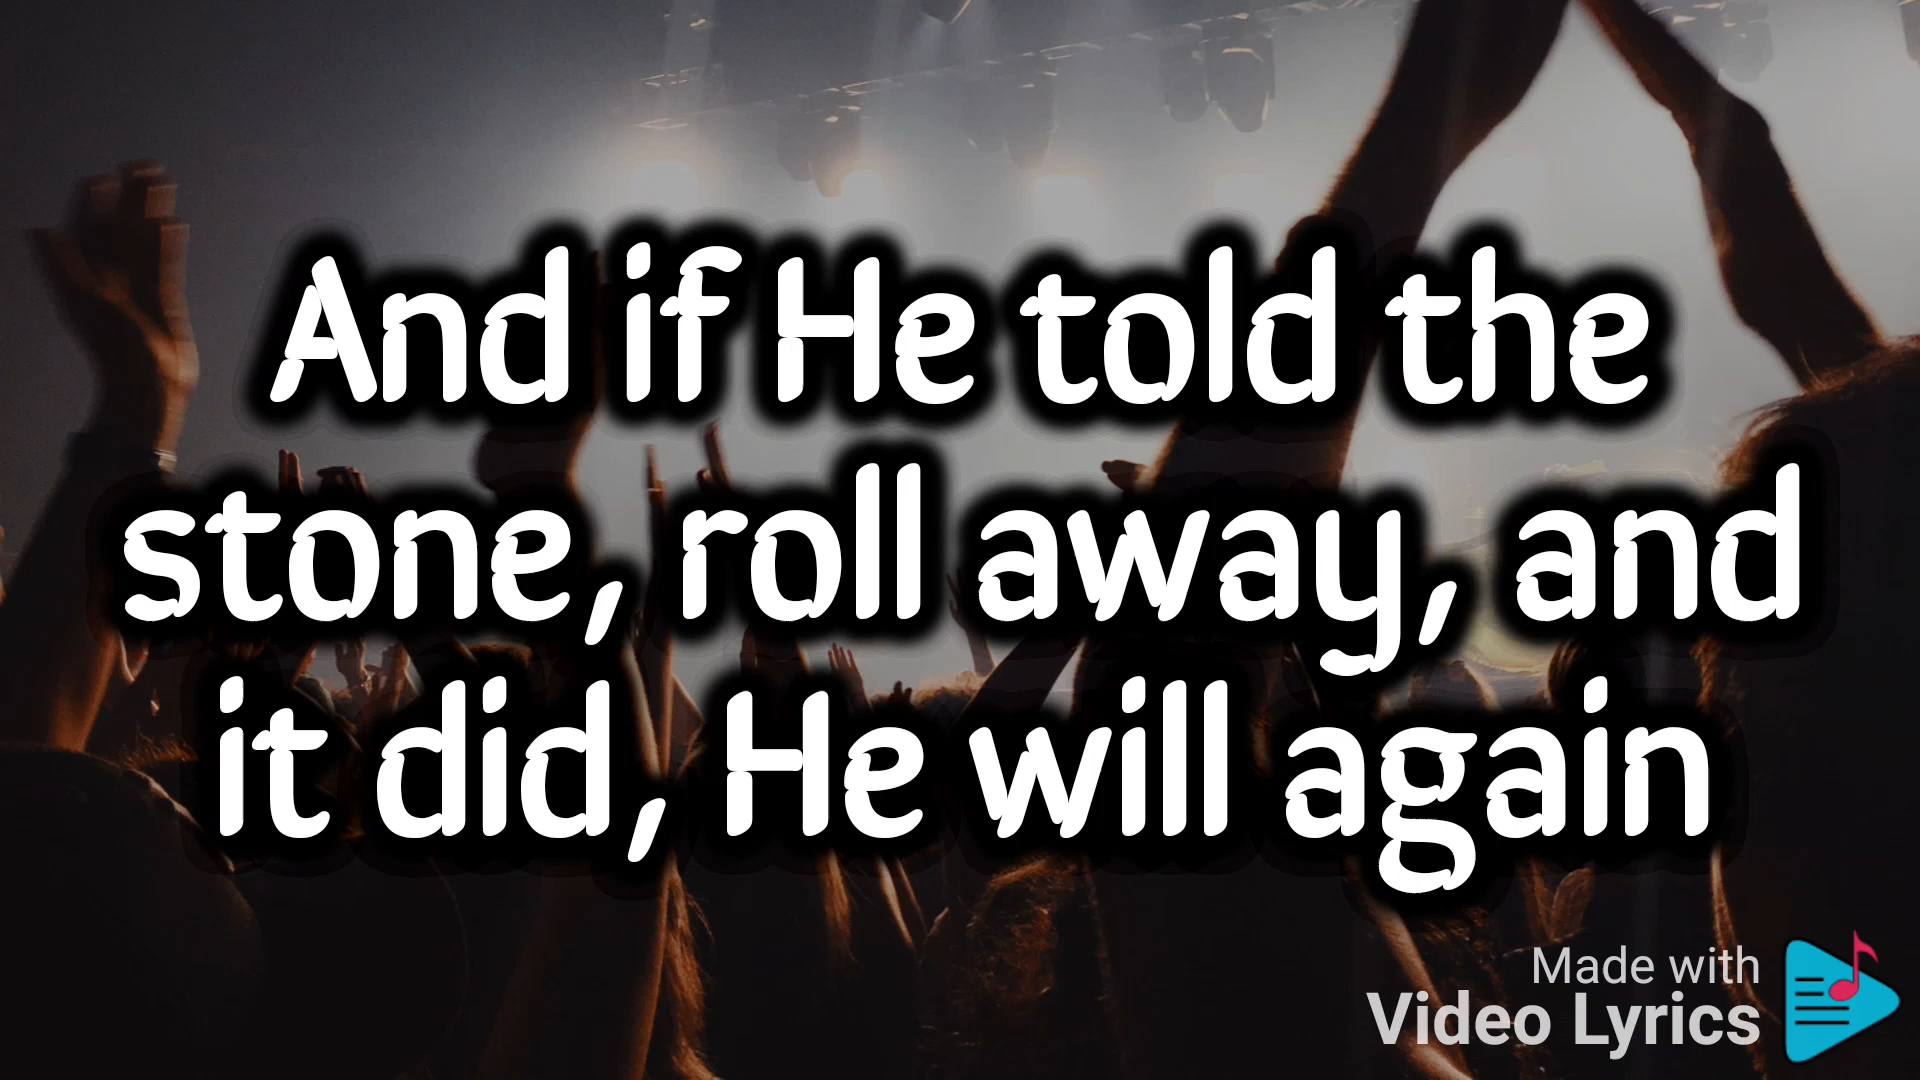 And if He told the
stone, roll away, and
it did, He will again
Made with
Video Lyrics